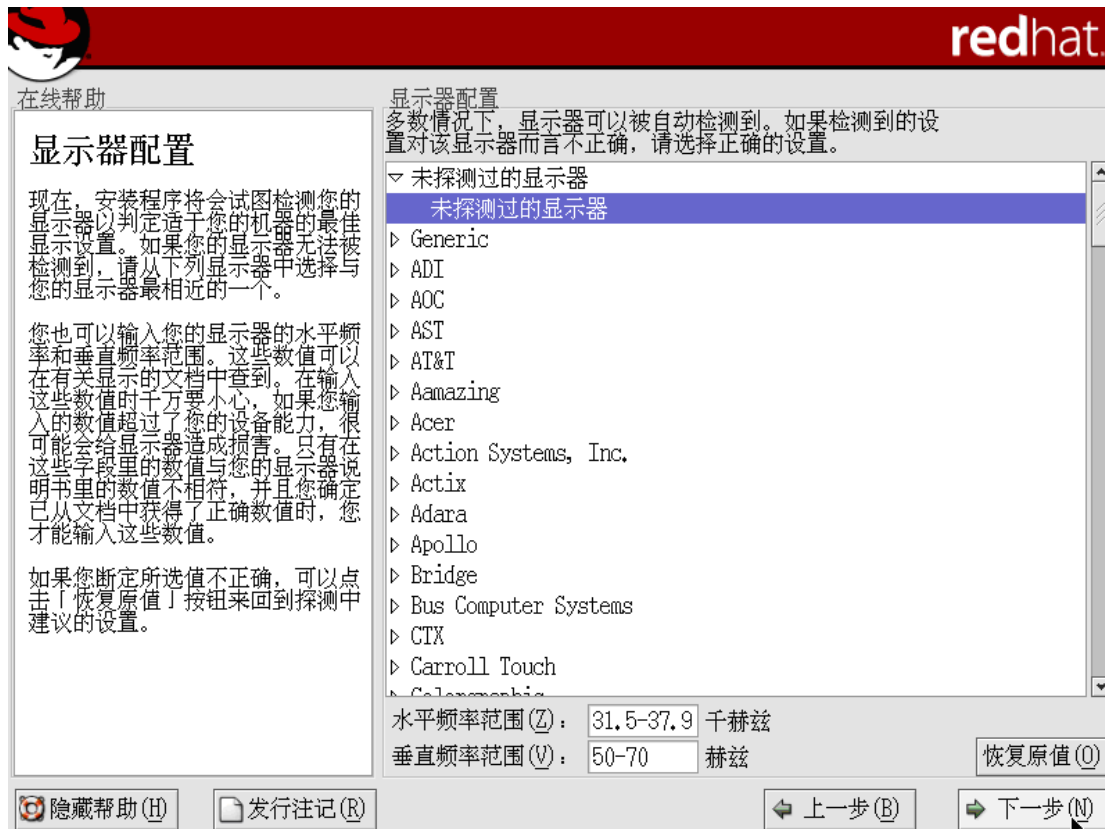 redhat.
在线帮助
显示器配置
现在，安装程序将会试图检测您的
显示器以判定适于您的机器的最佳
显示设置。如果您的显示器无法被
检测到，请从下列显示器中选择与
您的显示器最相近的一个。
您也可以输入您的显示器的水平频
率和垂直频率范围。这些数值可以
在有关显示的文档中查到。在输入
这些数值时千万要小心，如果您输
入的数值超过了您的设备能力，很
可能会给显示器造成损害。只有在
这些字段里的数值与您的显示器说
明书里的数值不相符，并且您确定
已从文档中获得了正确数值时，您
才能输入这些数值。
如果您断定所选值不正确，可以点
击「恢复原值」按钮来回到探测中
建议的设置。
显示器配置
多数情况下，显示器可以被自动检测到。如果检测到的设
置对该显示器而言不正确，请选择正确的设置。
未探测过的显示器
未探测过的显示器
Generic
ADI
AOC
AST
AT&T
Aamazing
Acer
Action Systems, Inc.
Actix
Adara
Apollo
Bridge
Bus Computer Systems
CTX
Carroll Touch
水平频率范围(Z)： 31.5-37.9 千赫兹
垂直频率范围(V)： 50-70 赫兹
恢复原值(O)
隐藏帮助(H)
发行注记(R)
上一步(B)
下一步(N)